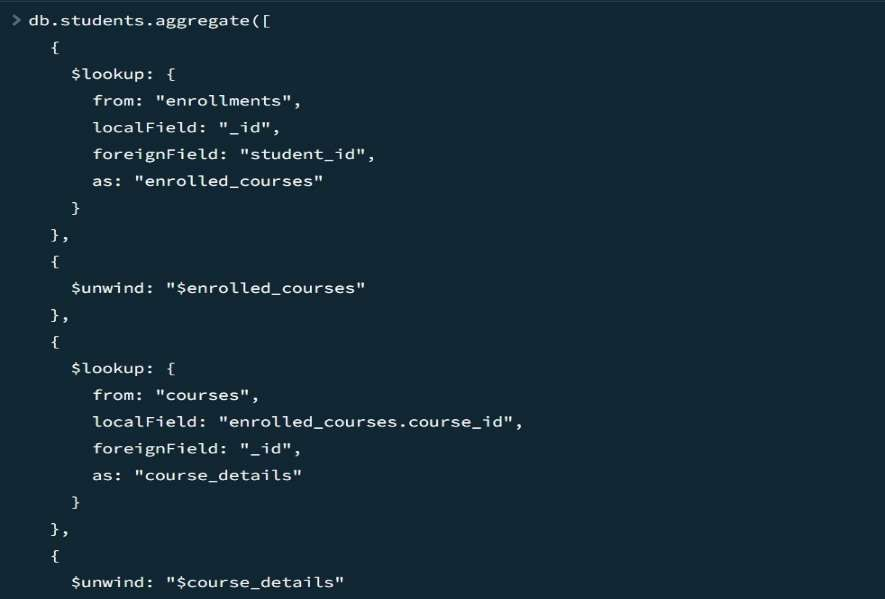 > db.students.aggregate([
{
$lookup: {
from: "enrollments",
localField: "_id",
foreignField: "student_id",
as: "enrolled_courses"
}
},
{
$unwind: "$enrolled_courses"
},
{
$lookup: {
from: "courses",
localField: "enrolled_courses.course_id",
foreignField: "_id",
as: "course_details"
}
},
{
$unwind: "$course_details"